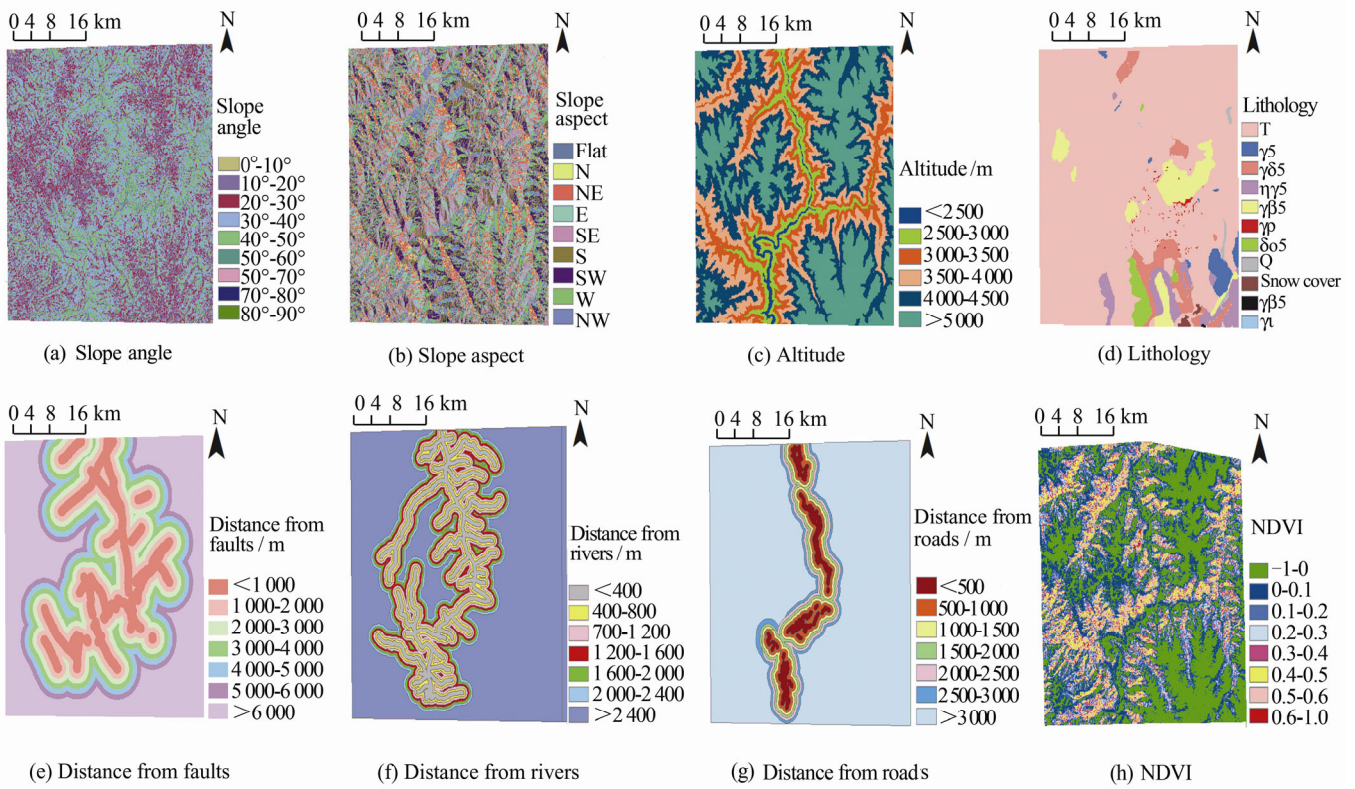 0 4 8 16 km
N
Slope
angle
0°-10°
10°-20°
20°-30°
30°-40°
40°-50°
50°-60°
50°-70°
70°-80°
80°-90°
(a) Slope angle
0 4 8 16 km
N
Slope
aspect
Flat
N
NE
E
SE
S
SW
W
NW
(b) Slope aspect
0 4 8 16 km
N
Altitude /m
<2 500
2 500-3 000
3 000-3 500
3 500-4 000
4 000-4 500
>5 000
(c) Altitude
0 4 8 16 km
N
Lithology
T
γ5
γδ5
ηγ5
γβ5
γp
δo5
Q
Snow cover
γβ5
γι
(d) Lithology
0 4 8 16 km
N
Distance from
faults / m
<1 000
1 000-2 000
2 000-3 000
3 000-4 000
4 000-5 000
5 000-6 000
>6 000
(e) Distance from faults
0 4 8 16 km
N
Distance from
rivers / m
<400
400-800
700-1 200
1 200-1 600
1 600-2 000
2 000-2 400
>2 400
(f) Distance from rivers
0 4 8 16 km
N
Distance from
roads / m
<500
500-1 000
1 000-1 500
1 500-2 000
2 000-2 500
2 500-3 000
>3 000
(g) Distance from roads
0 4 8 16 km
N
NDVI
−1-0
0-0.1
0.1-0.2
0.2-0.3
0.3-0.4
0.4-0.5
0.5-0.6
0.6-1.0
(h) NDVI